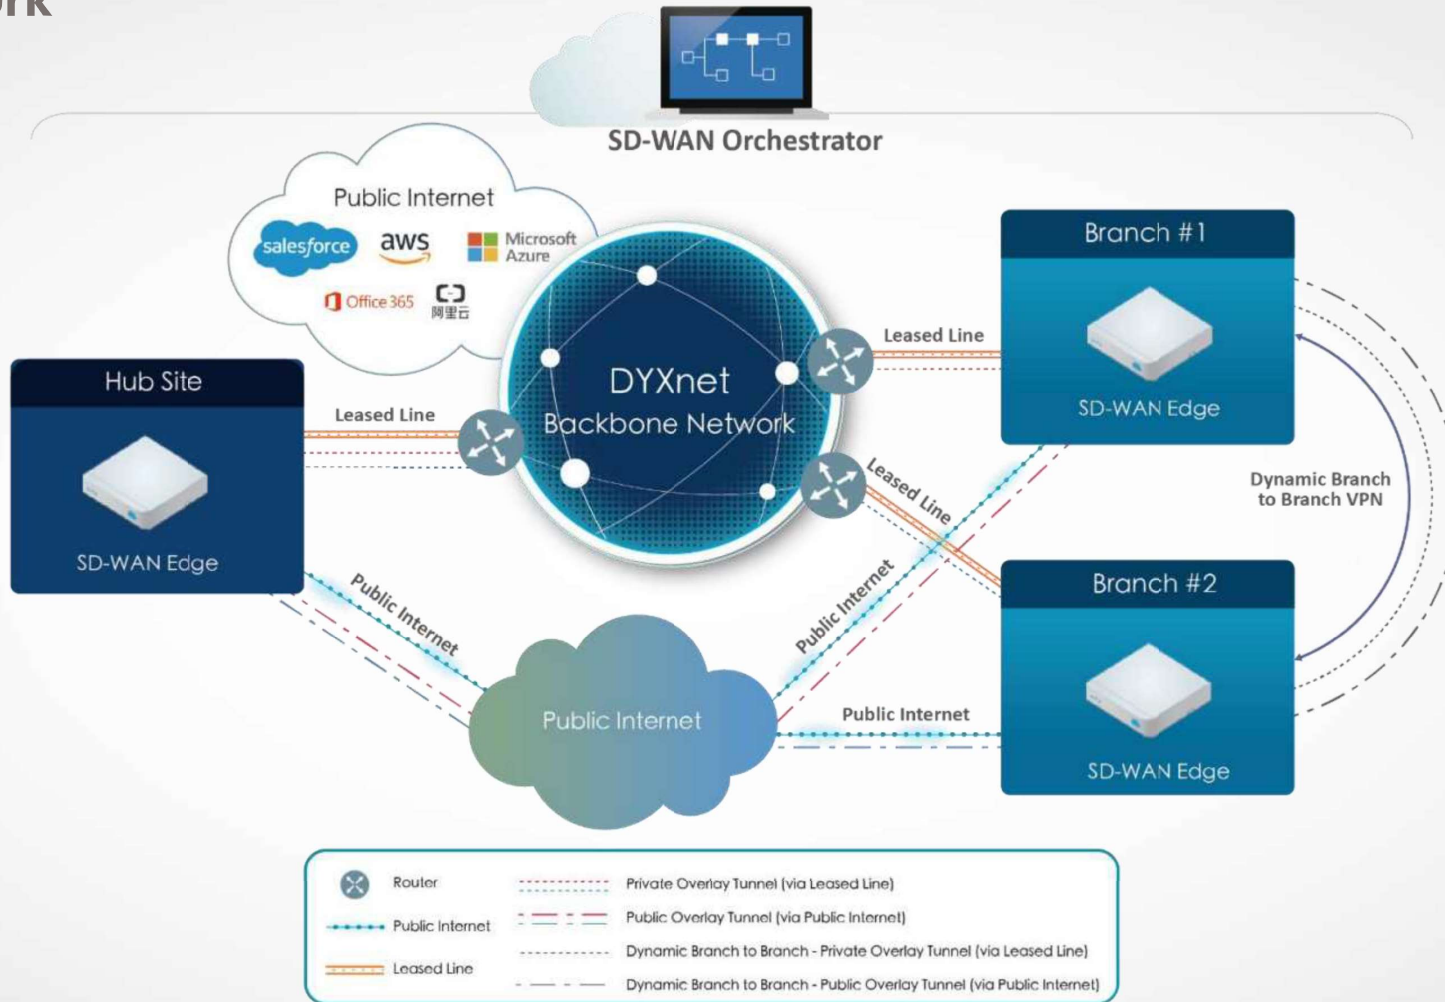 SD-WAN Orchestrator
Public Internet
salesforce
aws
Microsoft
Azure
Office 365
阿里云
DYXnet
Backbone Network
Hub Site
SD-WAN Edge
Leased Line
Leased Line
Branch #1
SD-WAN Edge
Leased Line
Dynamic Branch
to Branch VPN
Public Internet
Public Internet
Branch #2
SD-WAN Edge
Public Internet
Public Internet
Router
Public Internet
Leased Line
Private Overlay Tunnel (via Leased Line)
Public Overlay Tunnel (via Public Internet)
Dynamic Branch to Branch - Private Overlay Tunnel (via Leased Line)
Dynamic Branch to Branch - Public Overlay Tunnel (via Public Internet)